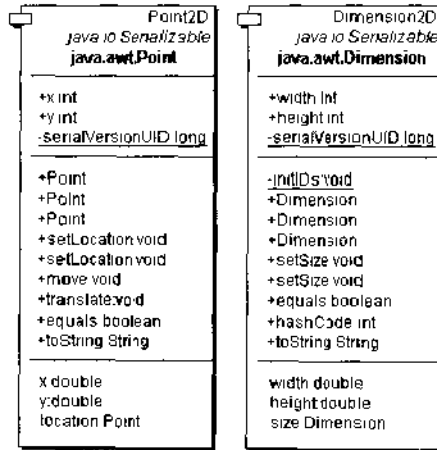 Point2D
java.io.Serializable
java.awt.Point
+x:int
+y:int
-serialVersionUID:long
+Point
+Point
+Point
+setLocation:void
+setLocation:void
+move:void
+translate:void
+equals:boolean
+toString:String
x:double
y:double
location:Point
Dimension2D
java.io.Serializable
java.awt.Dimension
+width:int
+height:int
-serialVersionUID:long
-initIDs:void
+Dimension
+Dimension
+Dimension
+setSize:void
+setSize:void
+equals:boolean
+hashCode:int
+toString:String
width:double
height:double
size:Dimension